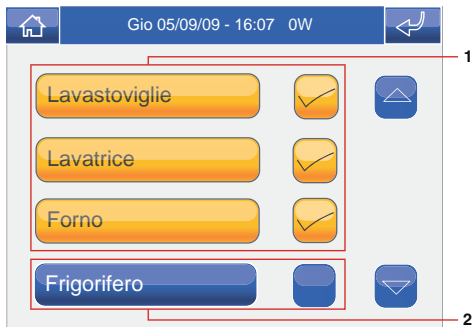 Gio 05/09/09 - 16:07 0W
1
Lavastoviglie
Lavatrice
Forno
Frigorifero
2